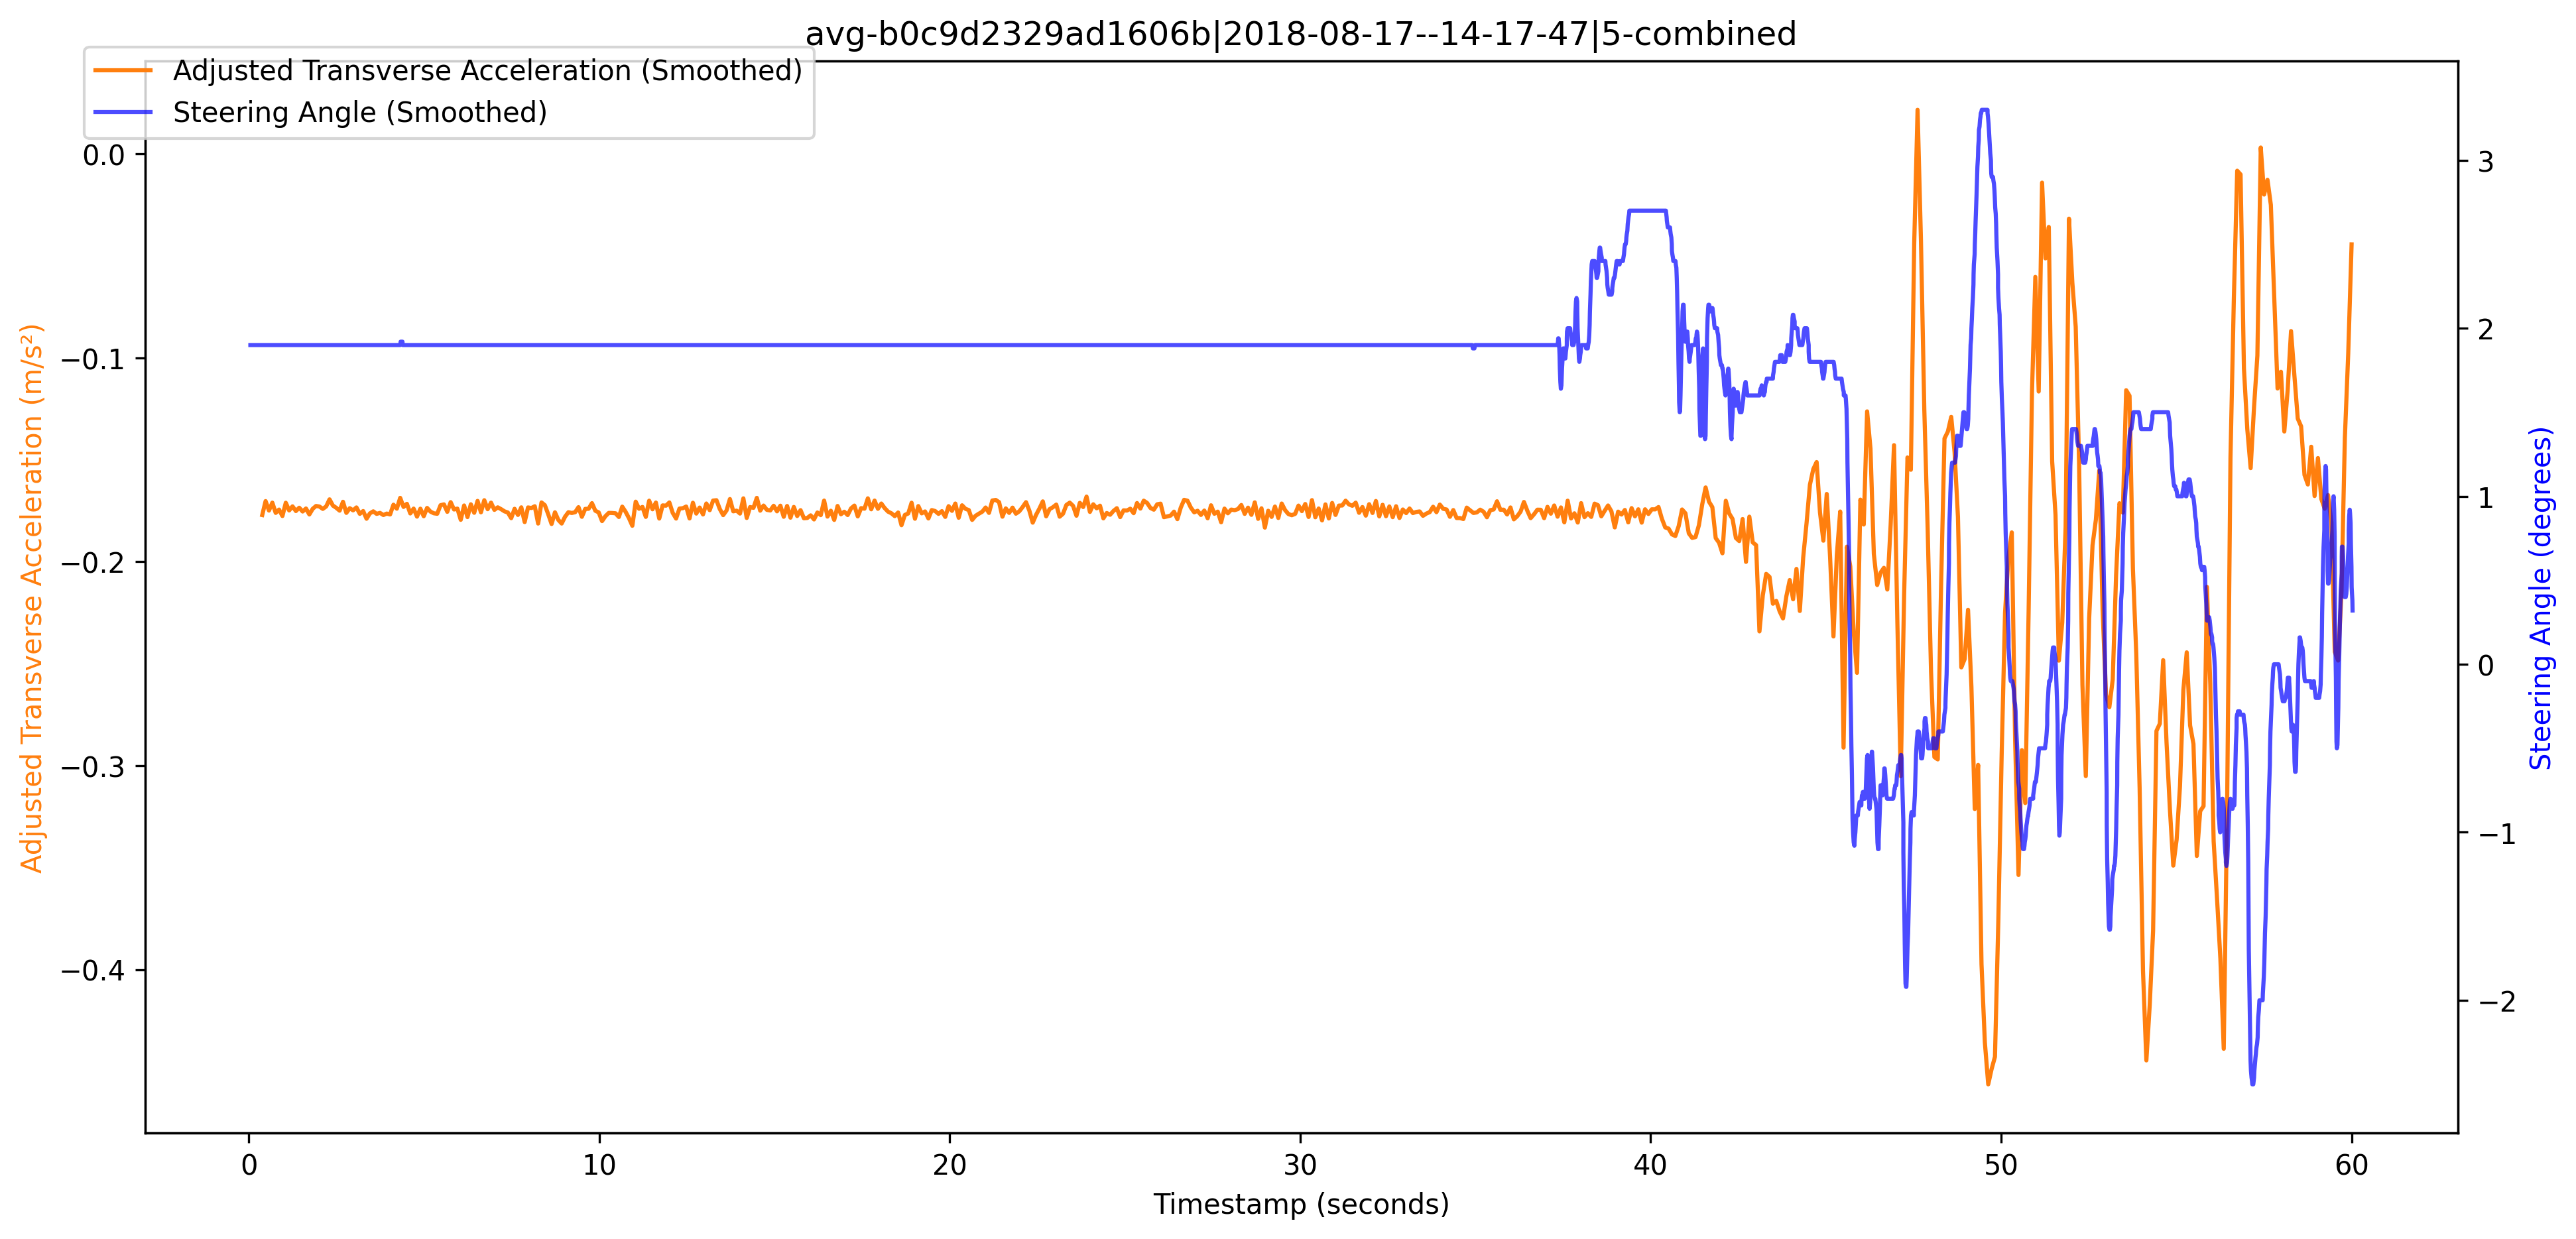 avg-b0c9d2329ad1606b|2018-08-17--14-17-47|5-combined
Adjusted Transverse Acceleration (Smoothed)
Steering Angle (Smoothed)
Adjusted Transverse Acceleration (m/s²)
0.0
−0.1
−0.2
−0.3
−0.4
3
2
1
0
−1
−2
Steering Angle (degrees)
0 10 20 30 40 50 60
Timestamp (seconds)